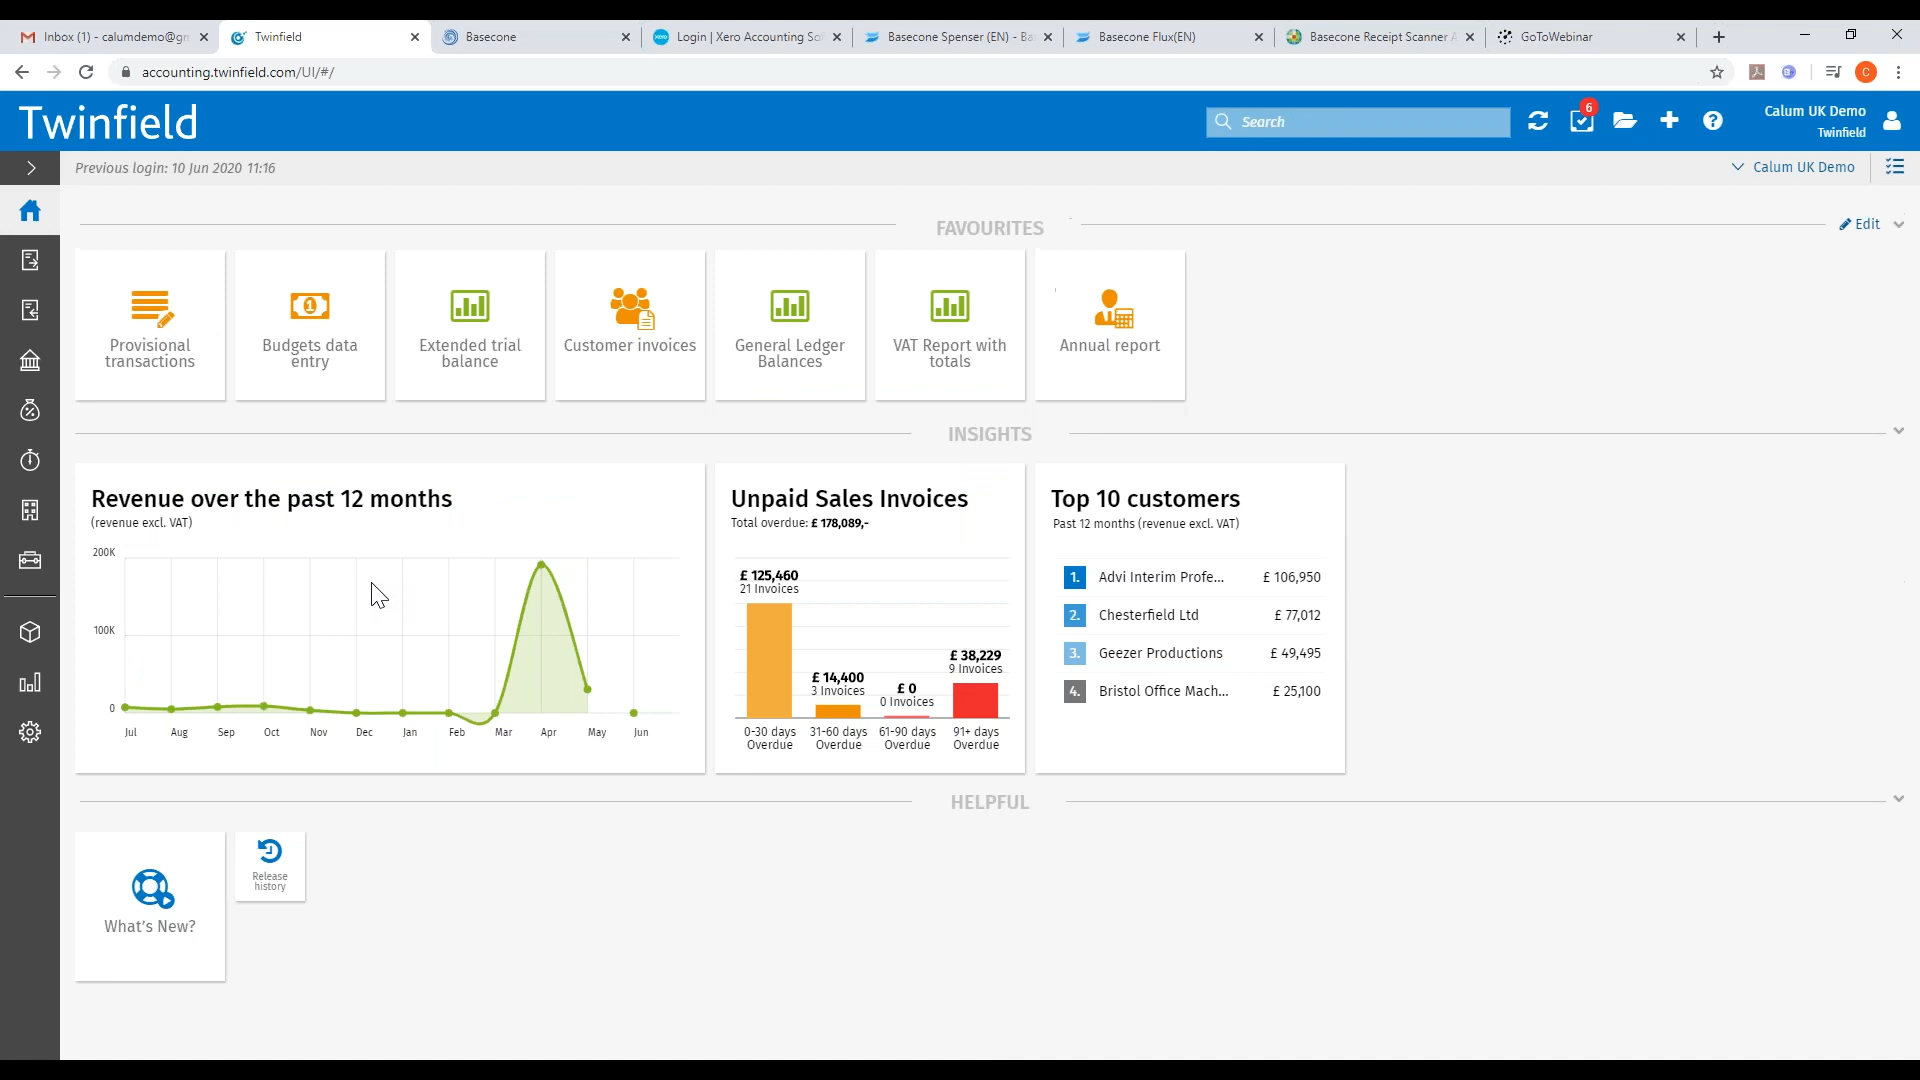 Inbox (1) - calumdemo@gm
Twinfield
Basecone
Login | Xero Accounting So
Basecone Spenser (EN) - Ba
Basecone Flux(EN)
Basecone Receipt Scanner A
GoToWebinar
accounting.twinfield.com/UI/#/
C
Twinfield
Search
6
Calum UK Demo
Twinfield
Previous login: 10 Jun 2020 11:16
Calum UK Demo
FAVOURITES
Edit
Provisional
transactions
Budgets data
entry
Extended trial
balance
Customer invoices
General Ledger
Balances
VAT Report with
totals
Annual report
INSIGHTS
Revenue over the past 12 months
(revenue excl. VAT)
200K
100K
0
Jul Aug Sep Oct Nov Dec Jan Feb Mar Apr May Jun
Unpaid Sales Invoices
Total overdue: £ 178,089,-
£ 125,460
21 Invoices
£ 14,400
3 Invoices
£ 0
0 Invoices
£ 38,229
9 Invoices
0-30 days
Overdue
31-60 days
Overdue
61-90 days
Overdue
91+ days
Overdue
Top 10 customers
Past 12 months (revenue excl. VAT)
1. Advi Interim Profe... £ 106,950
2. Chesterfield Ltd £ 77,012
3. Geezer Productions £ 49,495
4. Bristol Office Mach... £ 25,100
HELPFUL
What's New?
Release
history